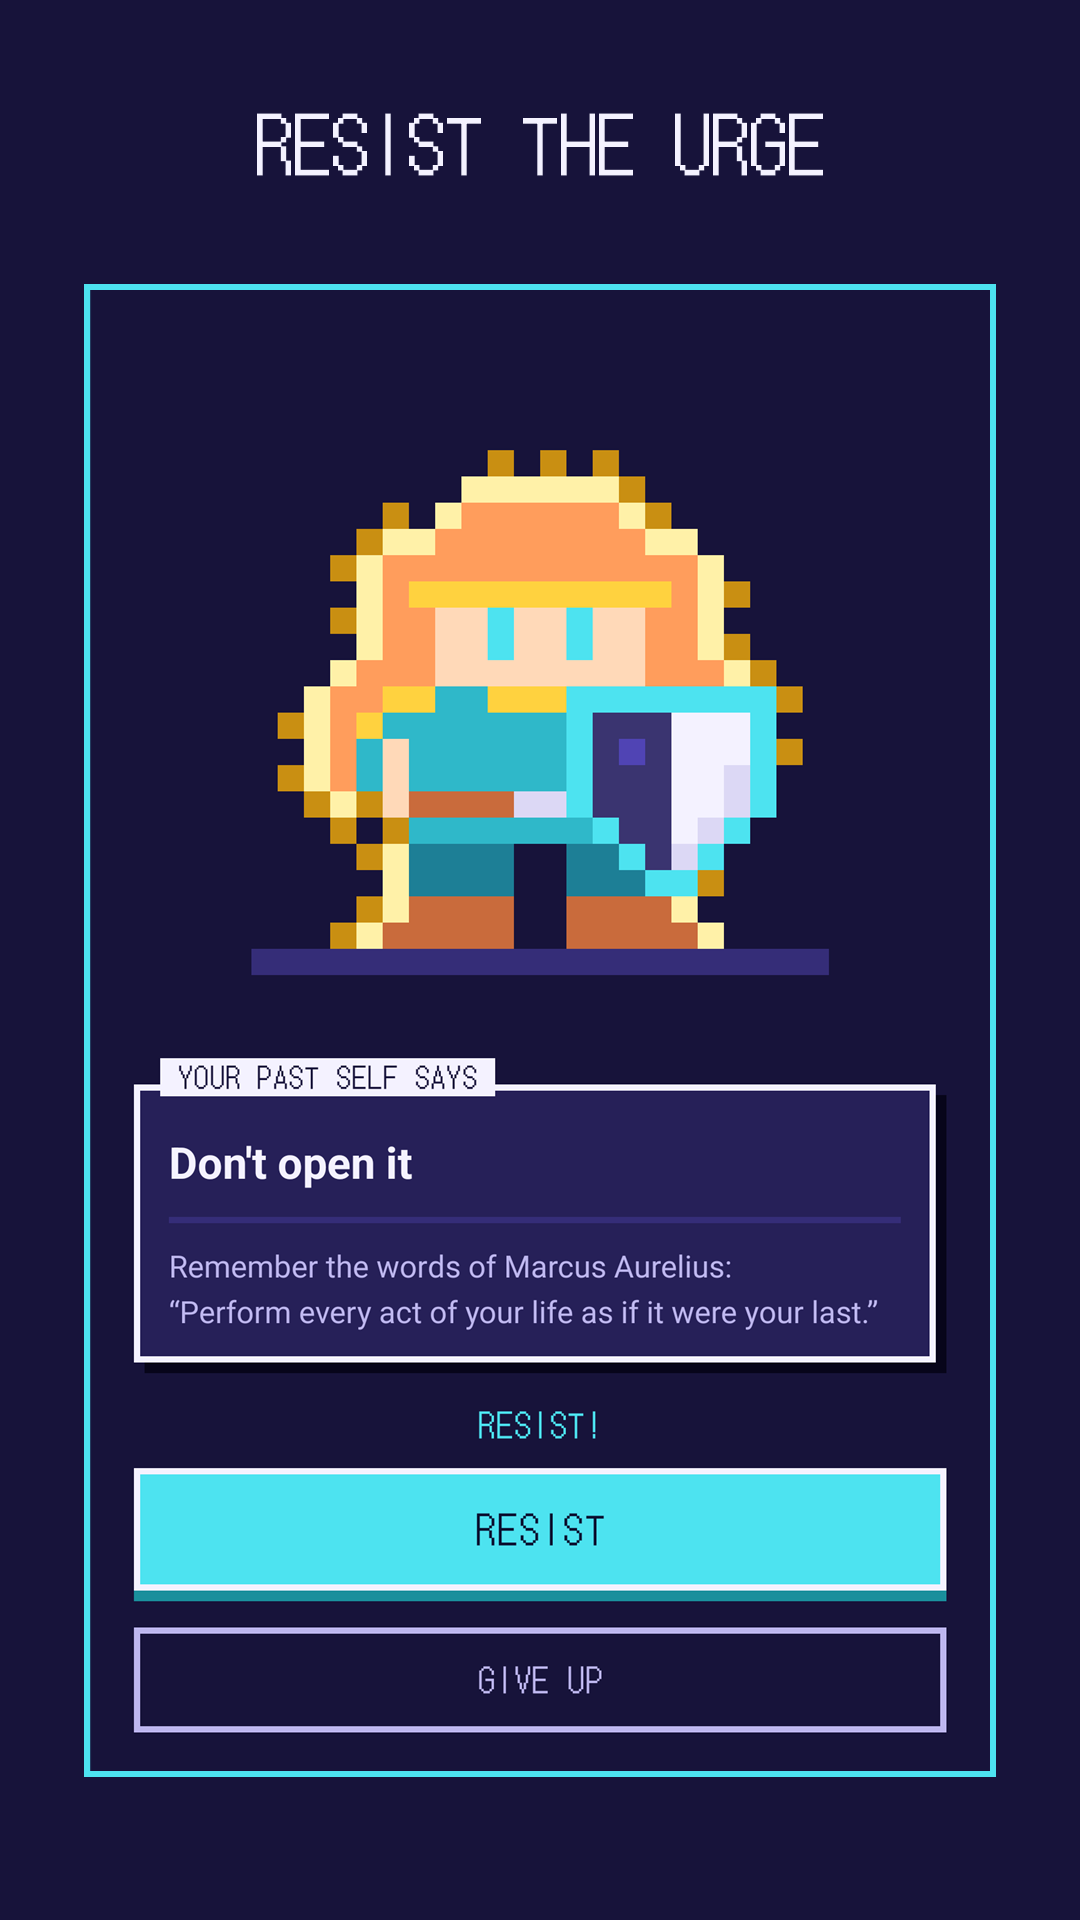 RESIST THE URGE
YOUR PAST SELF SAYS
Don't open it
Remember the words of Marcus Aurelius:
“Perform every act of your life as if it were your last.”
RESIST!
RESIST
GIVE UP